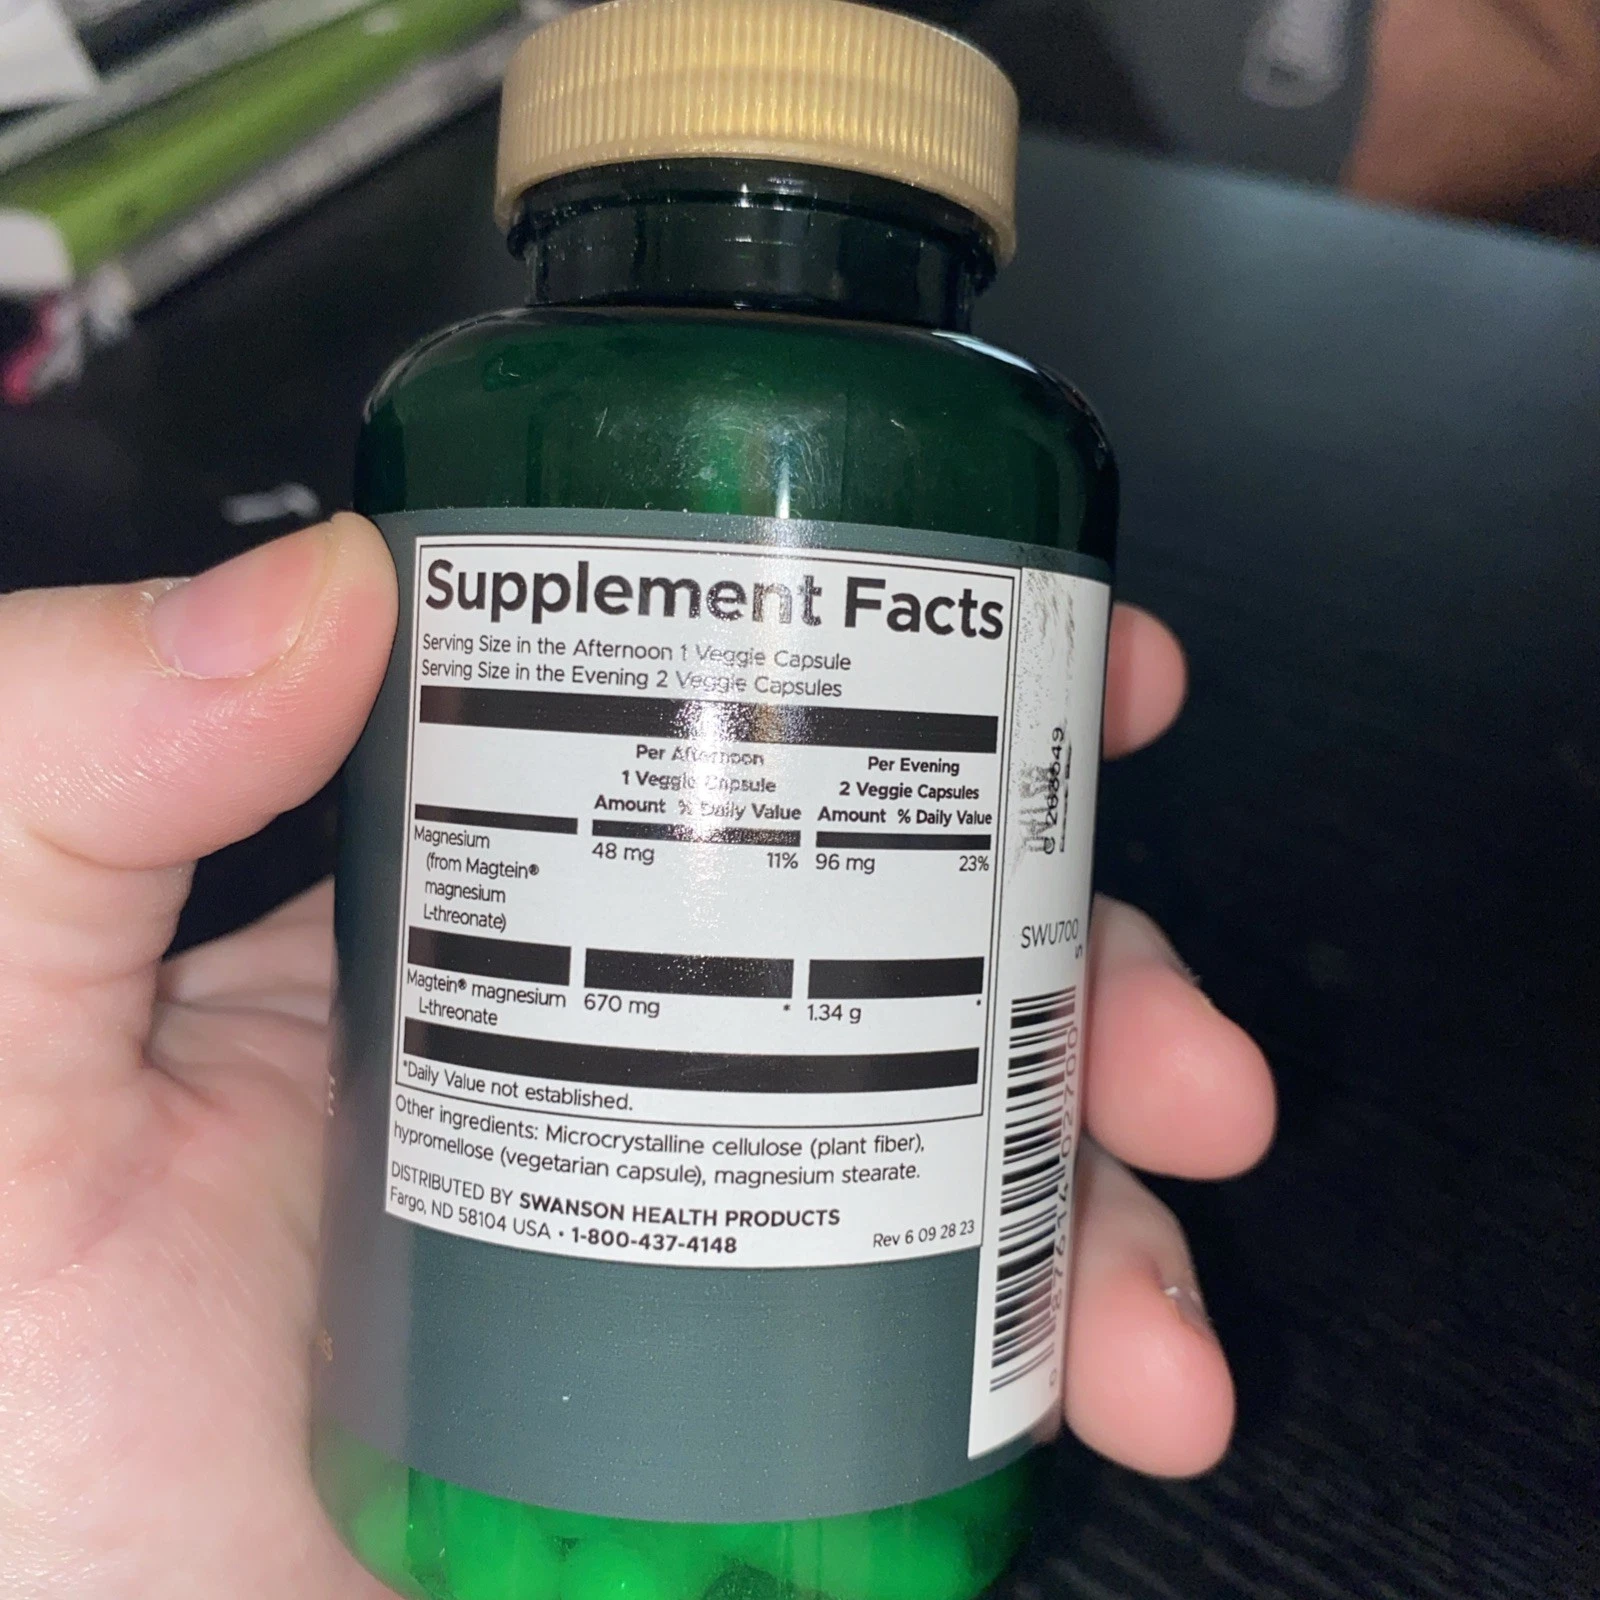 Supplement Facts
Serving Size in the Afternoon 1 Veggie Capsule
Serving Size in the Evening 2 Veggie Capsules
Per Afternoon
1 Veggie Capsule
Amount % Daily Value
Per Evening
2 Veggie Capsules
Amount % Daily Value
Magnesium 48 mg 11% 96 mg 23%
(from Magtein®
magnesium
L-threonate)
Magtein® magnesium 670 mg * 1.34 g *
L-threonate
*Daily Value not established.
Other ingredients: Microcrystalline cellulose (plant fiber),
hypromellose (vegetarian capsule), magnesium stearate.
DISTRIBUTED BY SWANSON HEALTH PRODUCTS
Fargo, ND 58104 USA • 1-800-437-4148
Rev 6 09 28 23
SWU700